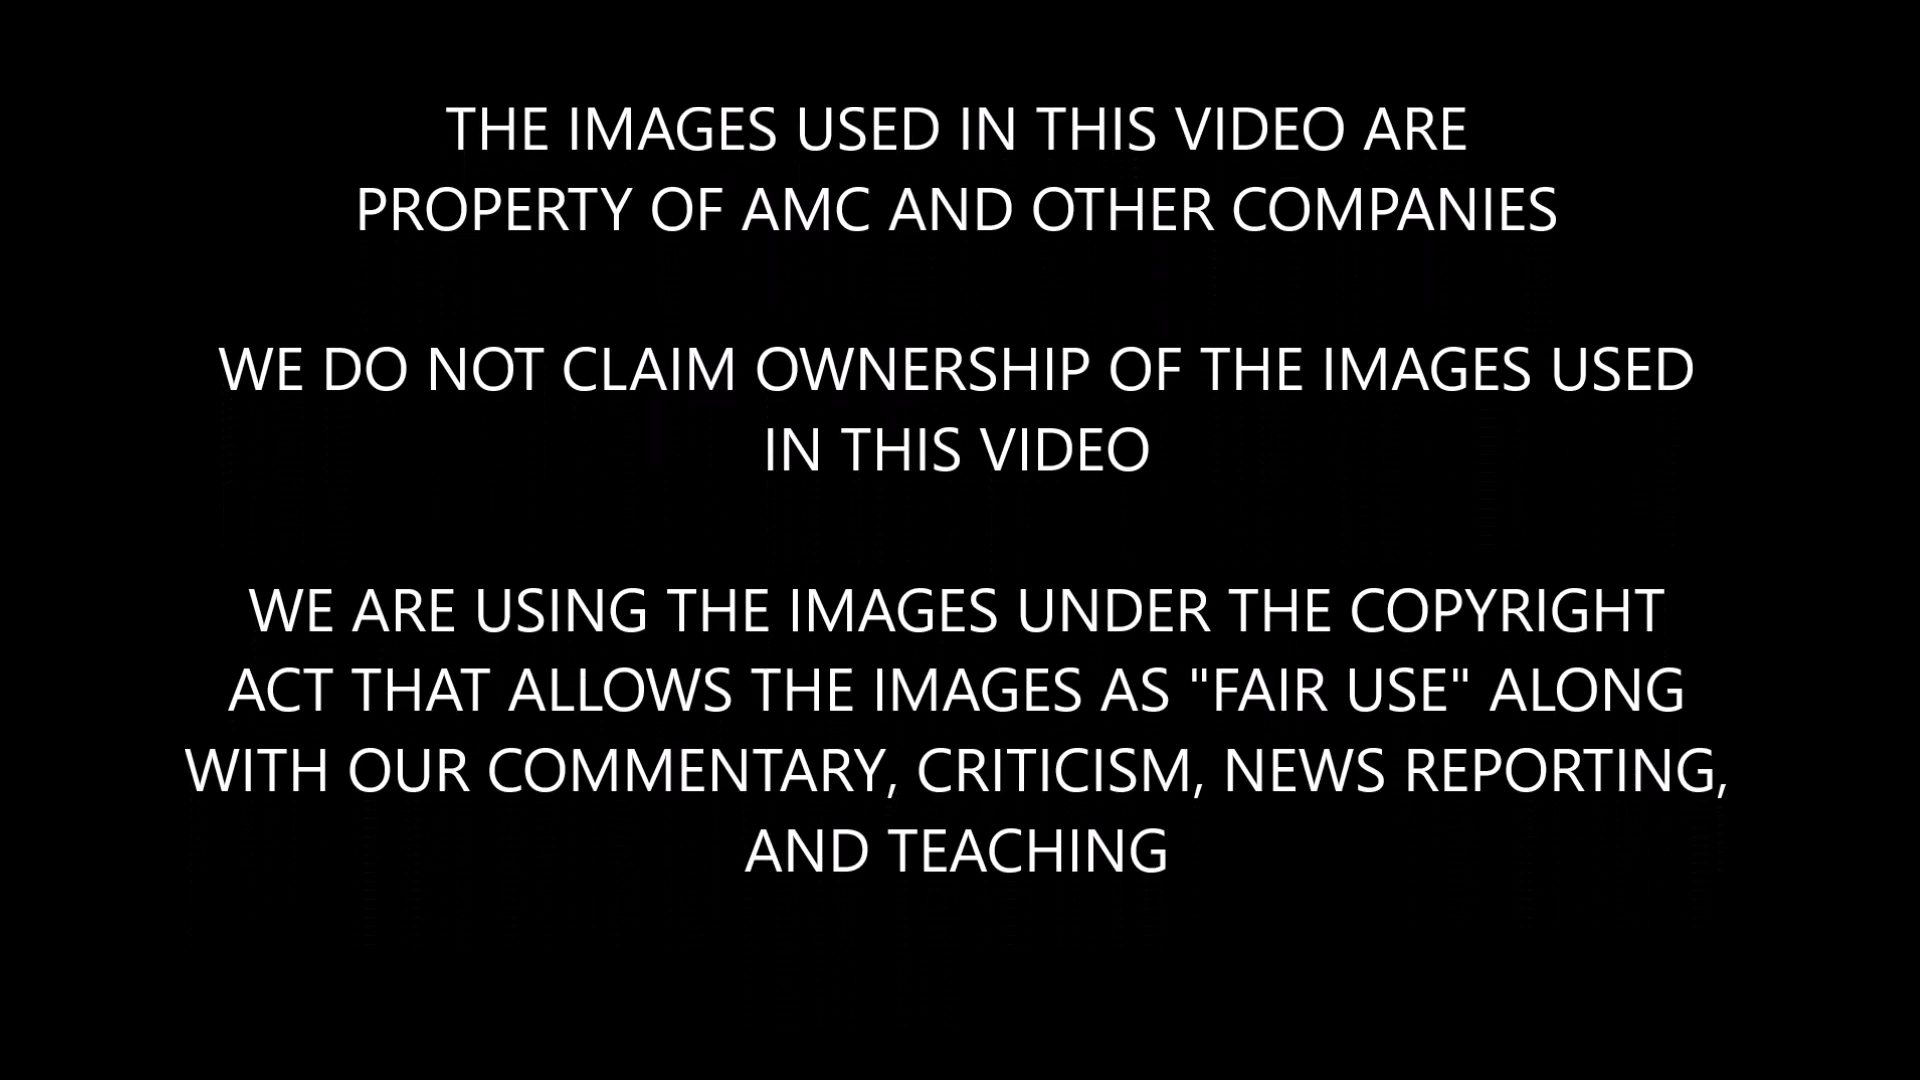 THE IMAGES USED IN THIS VIDEO ARE
PROPERTY OF AMC AND OTHER COMPANIES
WE DO NOT CLAIM OWNERSHIP OF THE IMAGES USED
IN THIS VIDEO
WE ARE USING THE IMAGES UNDER THE COPYRIGHT
ACT THAT ALLOWS THE IMAGES AS "FAIR USE" ALONG
WITH OUR COMMENTARY, CRITICISM, NEWS REPORTING,
AND TEACHING